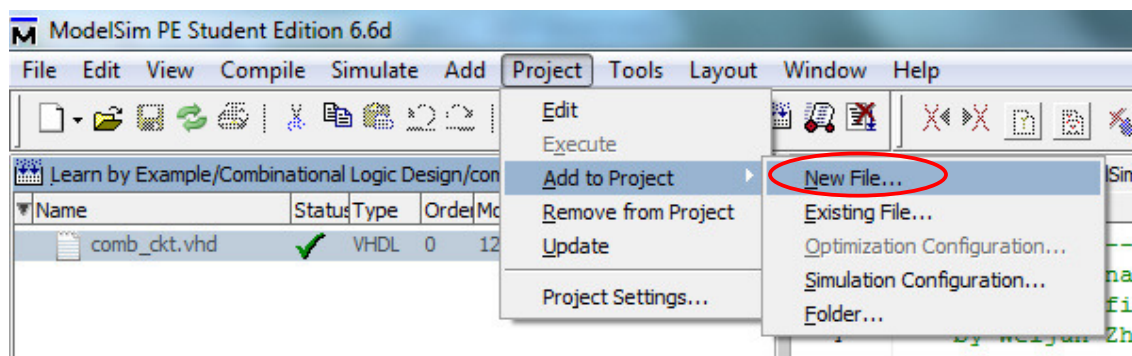 ModelSim PE Student Edition 6.6d
File Edit View Compile Simulate Add Project Tools Layout Window Help
Edit
Execute
Learn by Example/Combinational Logic Design/com
Add to Project
New File...
Name Status Type Order Mo
Remove from Project
Existing File...
comb_ckt.vhd VHDL 0 12
Update
Optimization Configuration...
Simulation Configuration...
Project Settings...
Folder...
by Weijun Zh